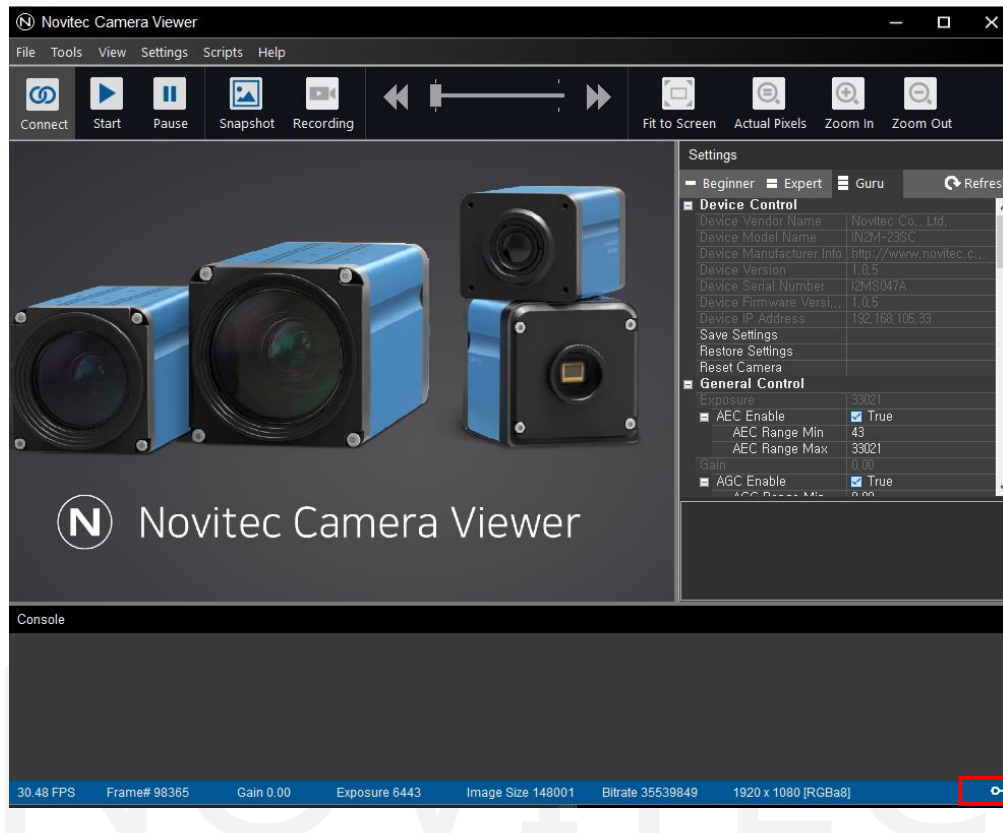 Novitec Camera Viewer
File Tools View Settings Scripts Help
Connect Start Pause Snapshot Recording Fit to Screen Actual Pixels Zoom In Zoom Out
Settings
Beginner Expert Guru Refres
Device Control
Device Vendor Name Novitec Co,, Ltd,
Device Model Name iN2M-23SC
Device Manufacturer Info http://www,novitec,c...
Device Version 1,0,5
Device Serial Number I2MS047A
Device Firmware Versi... 1,0,5
Device IP Address 192,168,105,33
Save Settings
Restore Settings
Reset Camera
General Control
Exposure 33021
AEC Enable True
AEC Range Min 43
AEC Range Max 33021
Gain 0,00
AGC Enable True
AGC Range Min 0,00
N Novitec Camera Viewer
Console
30.48 FPS Frame# 98365 Gain 0.00 Exposure 6443 Image Size 148001 Bitrate 35539849 1920 x 1080 [RGBa8]
NOVITEC